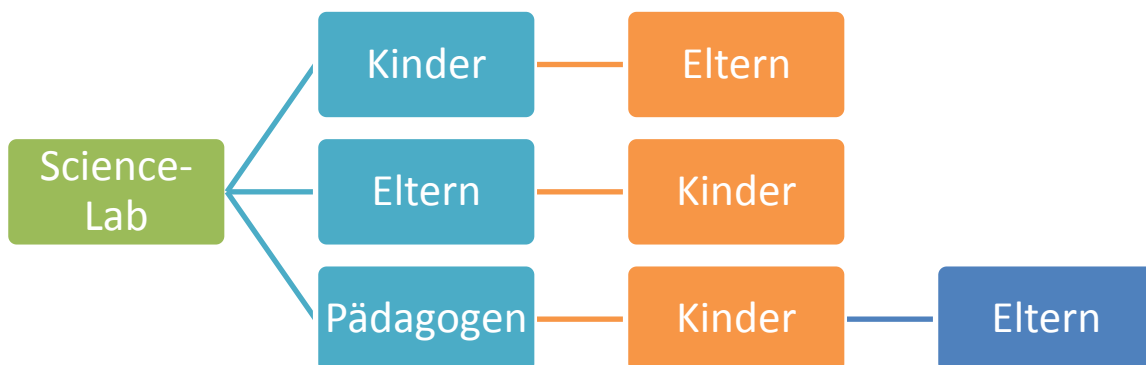 Kinder
Eltern
Science-
Lab
Eltern
Kinder
Pädagogen
Kinder
Eltern